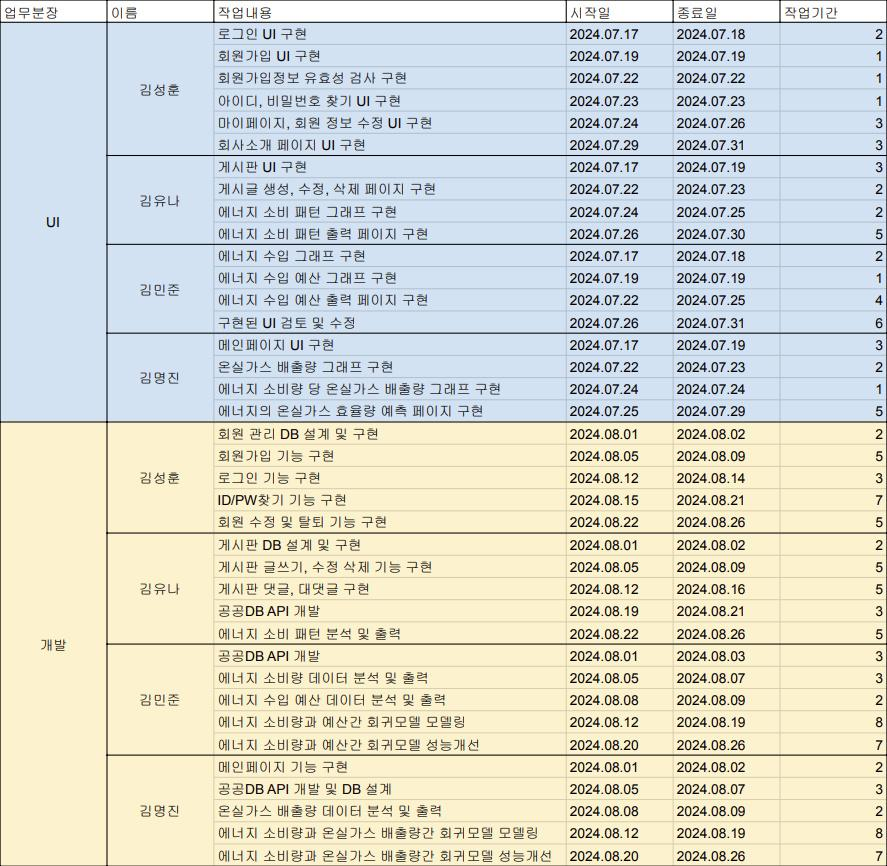 업무분장 이름 작업내용 시작일 종료일 작업기간
UI 김성훈 로그인 UI 구현 2024.07.17 2024.07.18 2
회원가입 UI 구현 2024.07.19 2024.07.19 1
회원가입정보 유효성 검사 구현 2024.07.22 2024.07.22 1
아이디, 비밀번호 찾기 UI 구현 2024.07.23 2024.07.23 1
마이페이지, 회원 정보 수정 UI 구현 2024.07.24 2024.07.26 3
회사소개 페이지 UI 구현 2024.07.29 2024.07.31 3
김유나 게시판 UI 구현 2024.07.17 2024.07.19 3
게시글 생성, 수정, 삭제 페이지 구현 2024.07.22 2024.07.23 2
에너지 소비 패턴 그래프 구현 2024.07.24 2024.07.25 2
에너지 소비 패턴 출력 페이지 구현 2024.07.26 2024.07.30 5
김민준 에너지 수입 그래프 구현 2024.07.17 2024.07.18 2
에너지 수입 예산 그래프 구현 2024.07.19 2024.07.19 1
에너지 수입 예산 출력 페이지 구현 2024.07.22 2024.07.25 4
구현된 UI 검토 및 수정 2024.07.26 2024.07.31 6
김명진 메인페이지 UI 구현 2024.07.17 2024.07.19 3
온실가스 배출량 그래프 구현 2024.07.22 2024.07.23 2
에너지 소비량 당 온실가스 배출량 그래프 구현 2024.07.24 2024.07.24 1
에너지의 온실가스 효율량 예측 페이지 구현 2024.07.25 2024.07.29 5
개발 김성훈 회원 관리 DB 설계 및 구현 2024.08.01 2024.08.02 2
회원가입 기능 구현 2024.08.05 2024.08.09 5
로그인 기능 구현 2024.08.12 2024.08.14 3
ID/PW찾기 기능 구현 2024.08.15 2024.08.21 7
회원 수정 및 탈퇴 기능 구현 2024.08.22 2024.08.26 5
김유나 게시판 DB 설계 및 구현 2024.08.01 2024.08.02 2
게시판 글쓰기, 수정 삭제 기능 구현 2024.08.05 2024.08.09 5
게시판 댓글, 대댓글 구현 2024.08.12 2024.08.16 5
공공DB API 개발 2024.08.19 2024.08.21 3
에너지 소비 패턴 분석 및 출력 2024.08.22 2024.08.26 5
김민준 공공DB API 개발 2024.08.01 2024.08.03 3
에너지 소비량 데이터 분석 및 출력 2024.08.05 2024.08.07 3
에너지 수입 예산 데이터 분석 및 출력 2024.08.08 2024.08.09 2
에너지 소비량과 예산간 회귀모델 모델링 2024.08.12 2024.08.19 8
에너지 소비량과 예산간 회귀모델 성능개선 2024.08.20 2024.08.26 7
김명진 메인페이지 기능 구현 2024.08.01 2024.08.02 2
공공DB API 개발 및 DB 설계 2024.08.05 2024.08.07 3
온실가스 배출량 데이터 분석 및 출력 2024.08.08 2024.08.09 2
에너지 소비량과 온실가스 배출량간 회귀모델 모델링 2024.08.12 2024.08.19 8
에너지 소비량과 온실가스 배출량간 회귀모델 성능개선 2024.08.20 2024.08.26 7